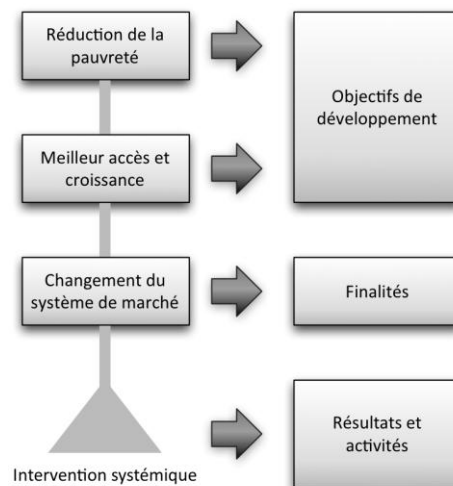 Réduction de la
pauvreté
Objectifs de
développement
Meilleur accès et
croissance
Changement du
système de marché
Finalités
Résultats et
activités
Intervention systémique